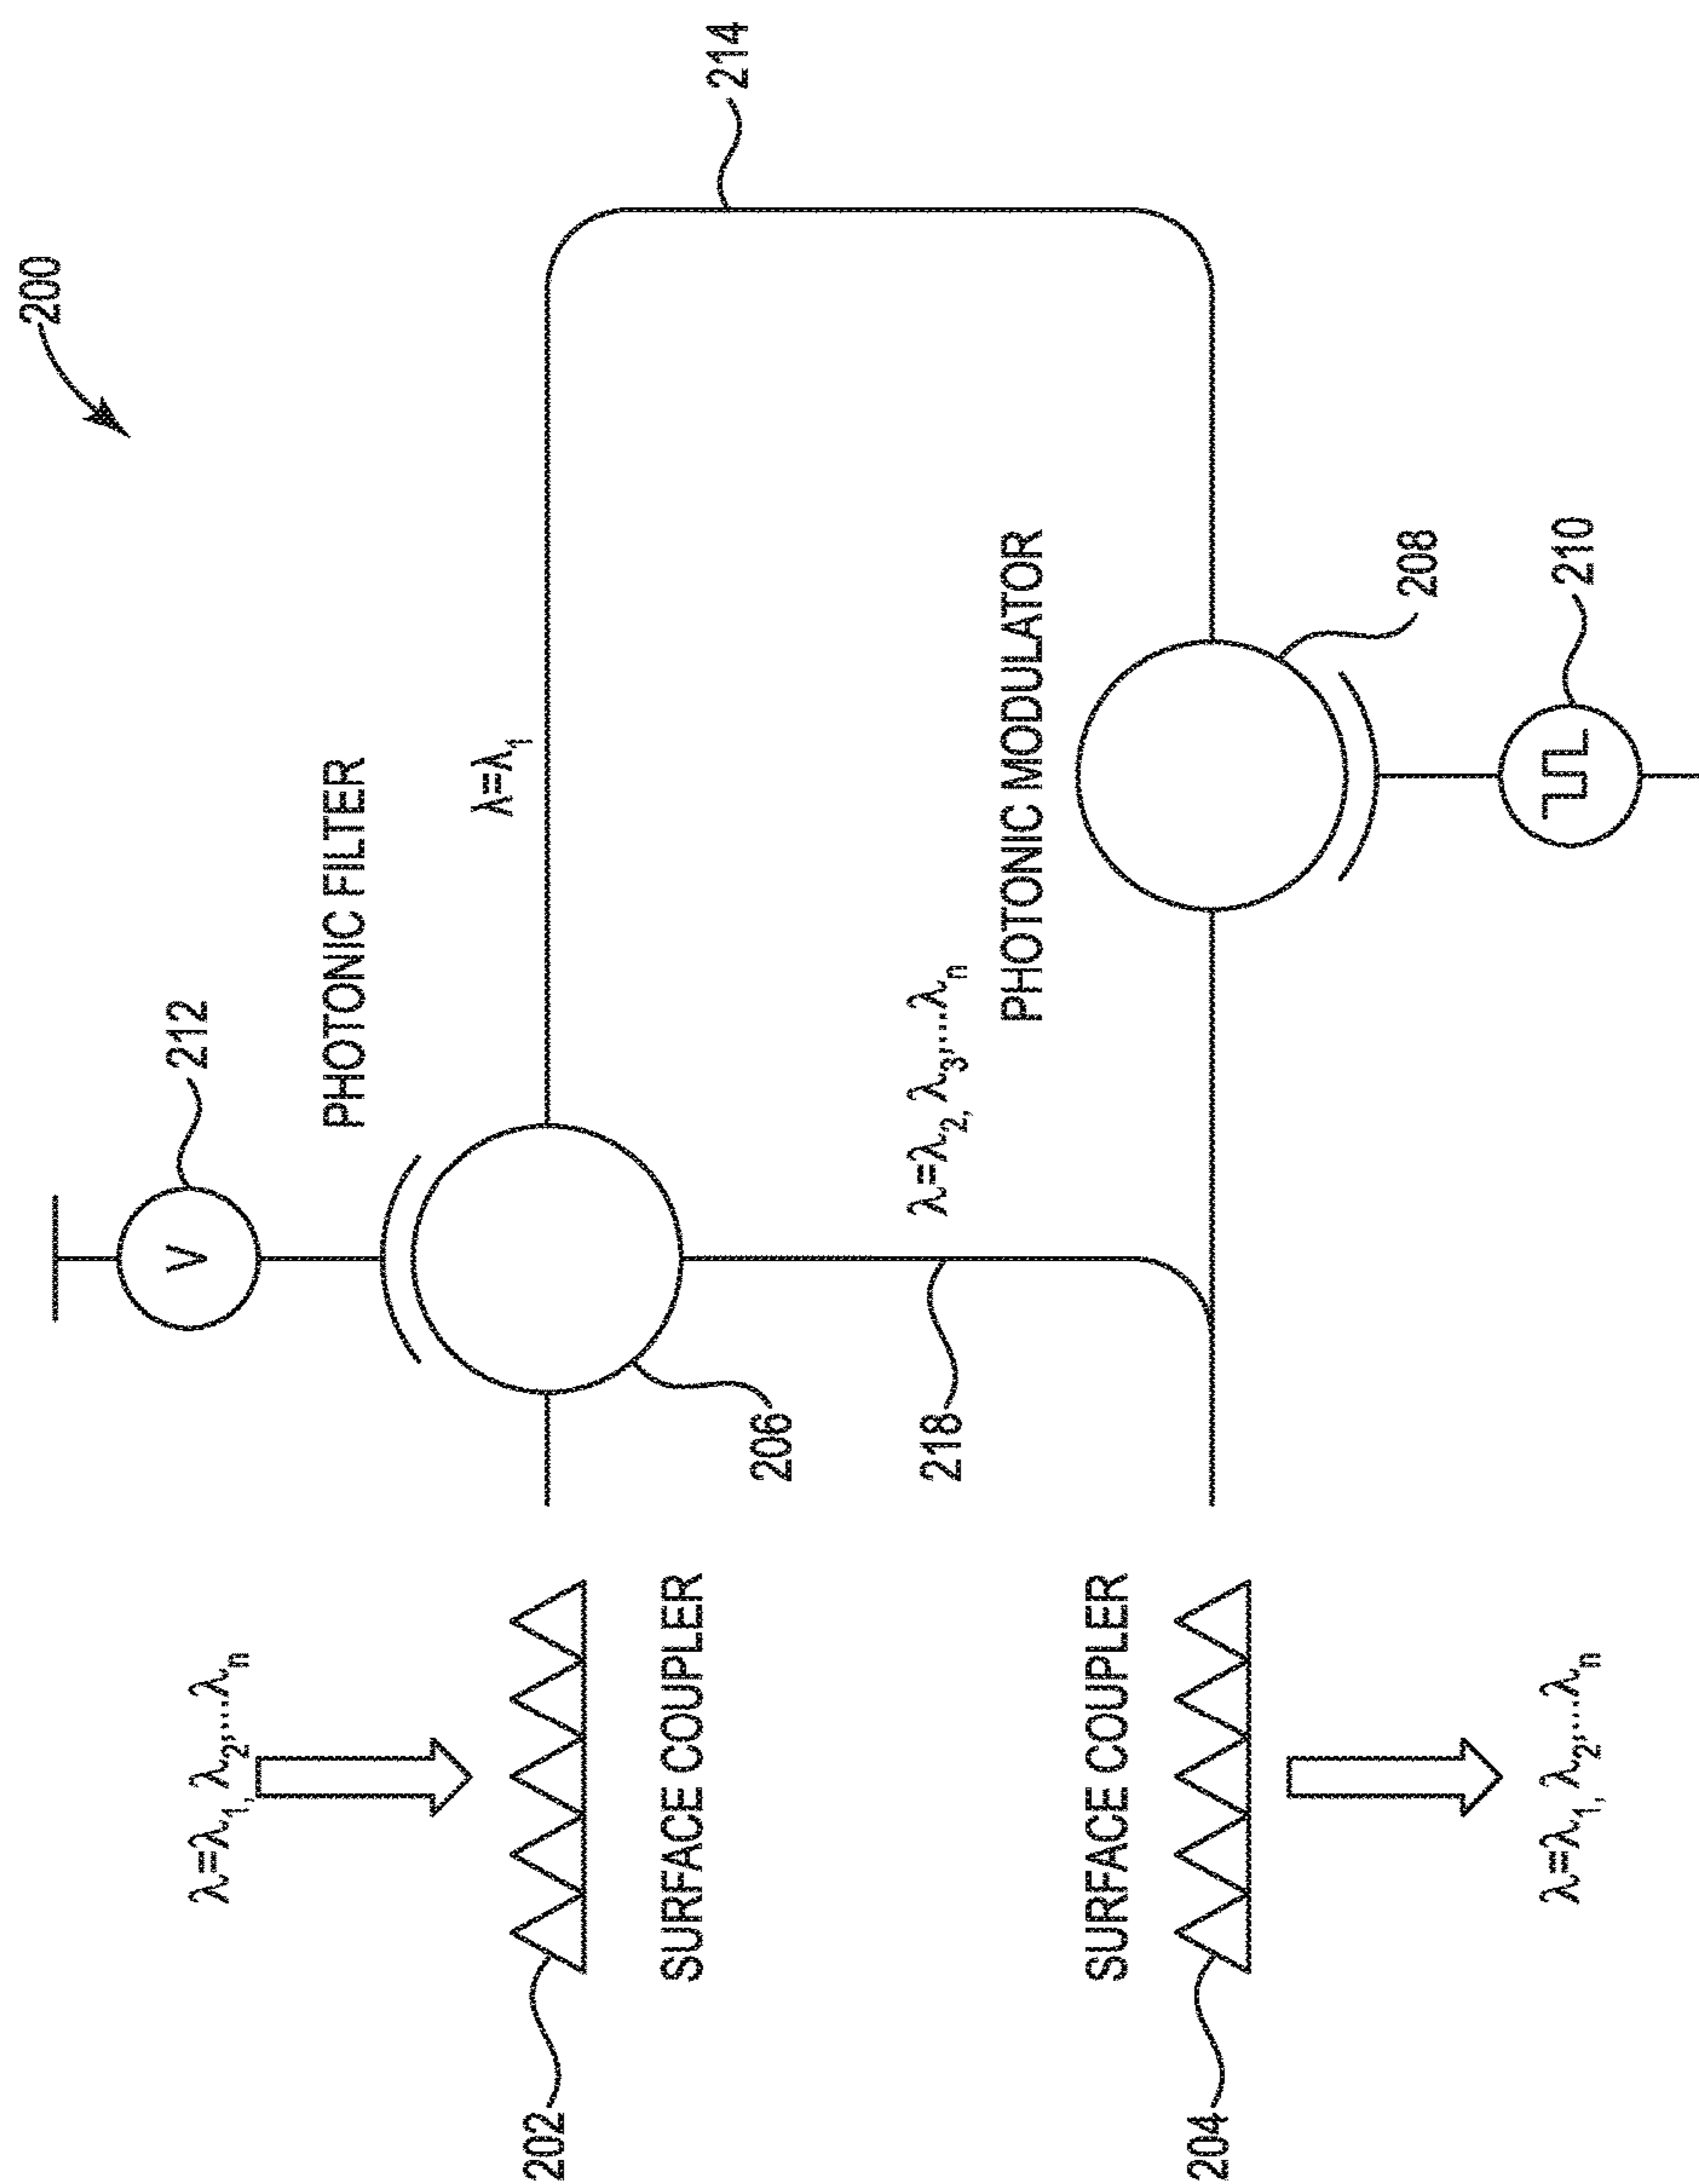 200
214
212
PHOTONIC FILTER
λ=λ₁
λ=λ₁, λ₂,...λₙ
202
SURFACE COUPLER
206
218
λ=λ₂, λ₃,...λₙ
PHOTONIC MODULATOR
208
210
SURFACE COUPLER
204
λ=λ₁, λ₂,...λₙ
V